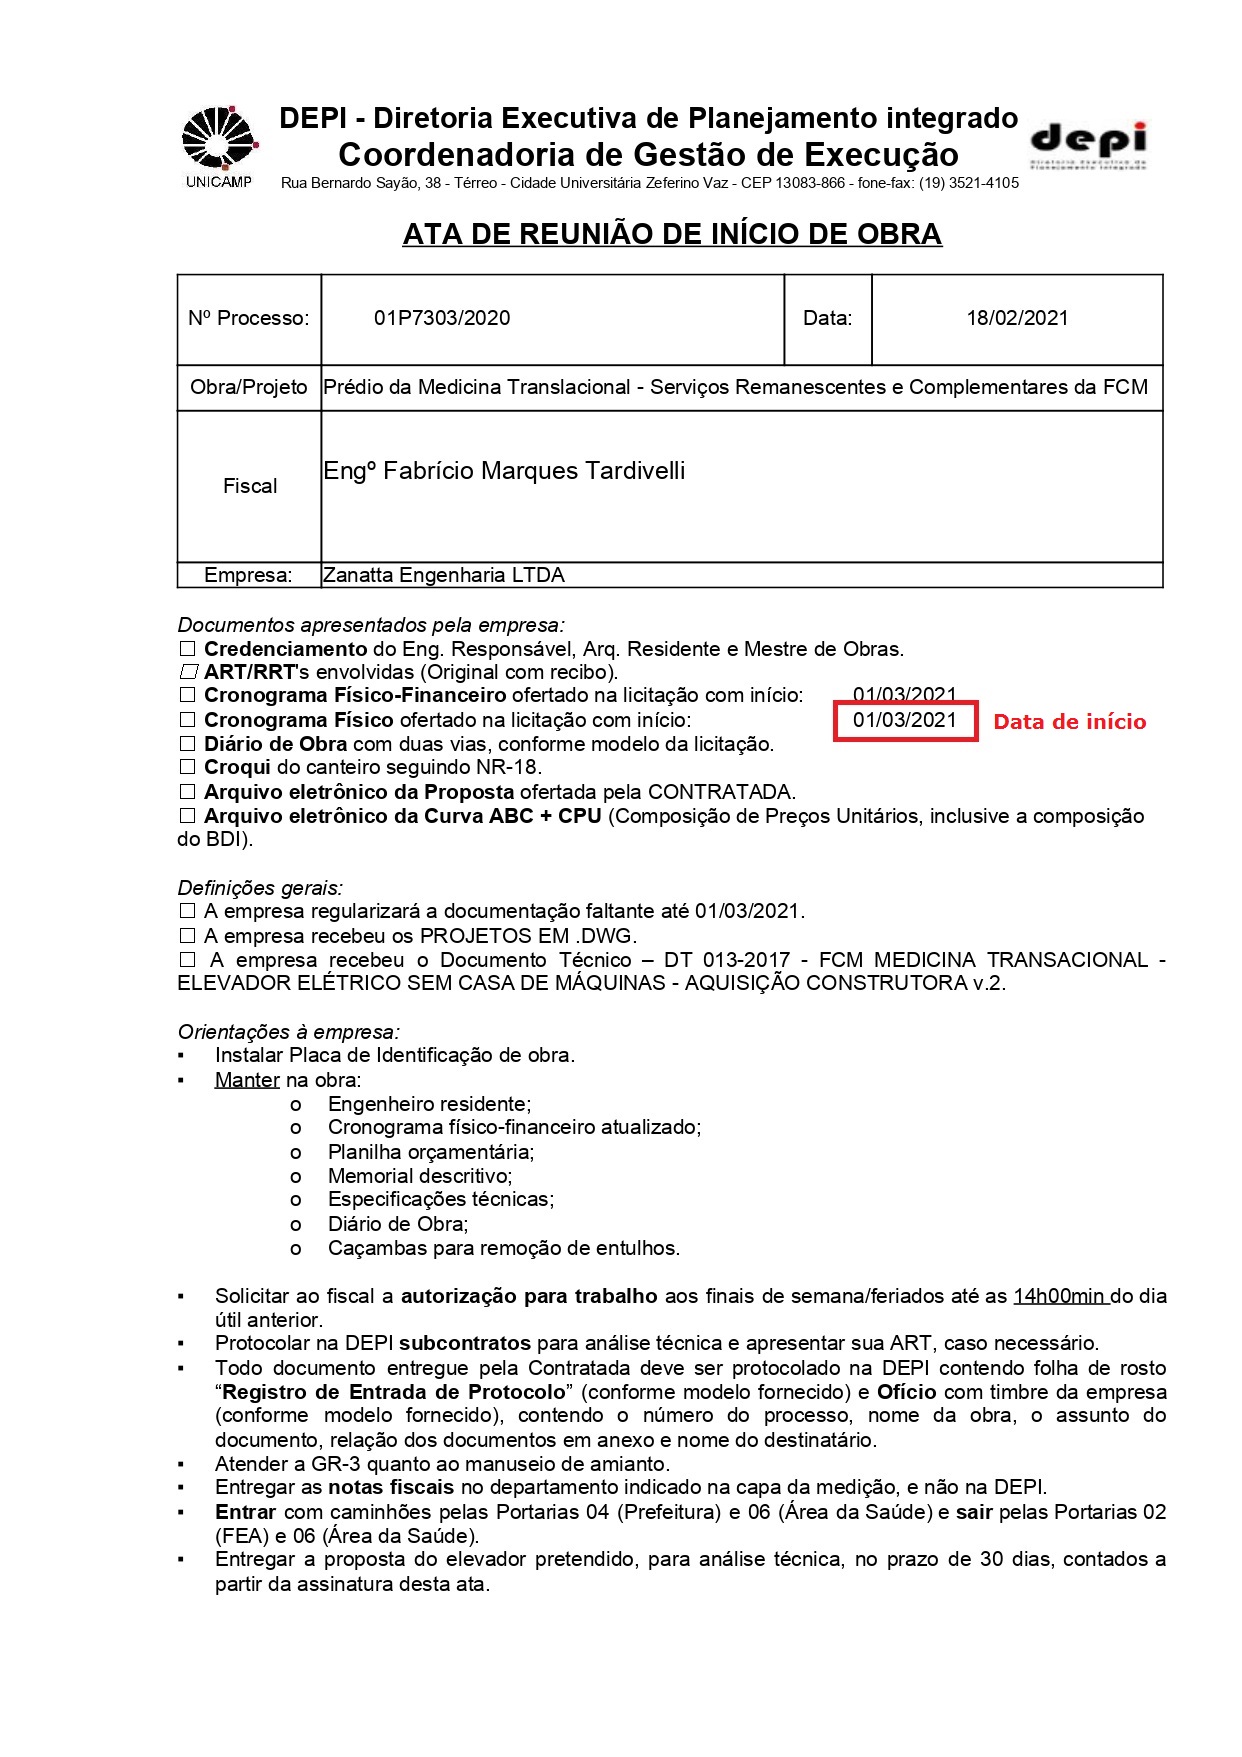 DEPI - Diretoria Executiva de Planejamento integrado
Coordenadoria de Gestão de Execução
Rua Bernardo Sayão, 38 - Térreo - Cidade Universitária Zeferino Vaz - CEP 13083-866 - fone-fax: (19) 3521-4105
UNICAMP
depi
Diretoria Executiva de
Planejamento Integrado
ATA DE REUNIÃO DE INÍCIO DE OBRA
Nº Processo: 01P7303/2020 Data: 18/02/2021
Obra/Projeto Prédio da Medicina Translacional - Serviços Remanescentes e Complementares da FCM
Fiscal Engº Fabrício Marques Tardivelli
Empresa: Zanatta Engenharia LTDA
Documentos apresentados pela empresa:
☐ Credenciamento do Eng. Responsável, Arq. Residente e Mestre de Obras.
☐ ART/RRT's envolvidas (Original com recibo).
☐ Cronograma Físico-Financeiro ofertado na licitação com início: 01/03/2021
☐ Cronograma Físico ofertado na licitação com início: 01/03/2021 Data de início
☐ Diário de Obra com duas vias, conforme modelo da licitação.
☐ Croqui do canteiro seguindo NR-18.
☐ Arquivo eletrônico da Proposta ofertada pela CONTRATADA.
☐ Arquivo eletrônico da Curva ABC + CPU (Composição de Preços Unitários, inclusive a composição
do BDI).
Definições gerais:
☐ A empresa regularizará a documentação faltante até 01/03/2021.
☐ A empresa recebeu os PROJETOS EM .DWG.
☐ A empresa recebeu o Documento Técnico – DT 013-2017 - FCM MEDICINA TRANSACIONAL -
ELEVADOR ELÉTRICO SEM CASA DE MÁQUINAS - AQUISIÇÃO CONSTRUTORA v.2.
Orientações à empresa:
▪ Instalar Placa de Identificação de obra.
▪ Manter na obra:
o Engenheiro residente;
o Cronograma físico-financeiro atualizado;
o Planilha orçamentária;
o Memorial descritivo;
o Especificações técnicas;
o Diário de Obra;
o Caçambas para remoção de entulhos.
▪ Solicitar ao fiscal a autorização para trabalho aos finais de semana/feriados até as 14h00min do dia
útil anterior.
▪ Protocolar na DEPI subcontratos para análise técnica e apresentar sua ART, caso necessário.
▪ Todo documento entregue pela Contratada deve ser protocolado na DEPI contendo folha de rosto
“Registro de Entrada de Protocolo” (conforme modelo fornecido) e Ofício com timbre da empresa
(conforme modelo fornecido), contendo o número do processo, nome da obra, o assunto do
documento, relação dos documentos em anexo e nome do destinatário.
▪ Atender a GR-3 quanto ao manuseio de amianto.
▪ Entregar as notas fiscais no departamento indicado na capa da medição, e não na DEPI.
▪ Entrar com caminhões pelas Portarias 04 (Prefeitura) e 06 (Área da Saúde) e sair pelas Portarias 02
(FEA) e 06 (Área da Saúde).
▪ Entregar a proposta do elevador pretendido, para análise técnica, no prazo de 30 dias, contados a
partir da assinatura desta ata.